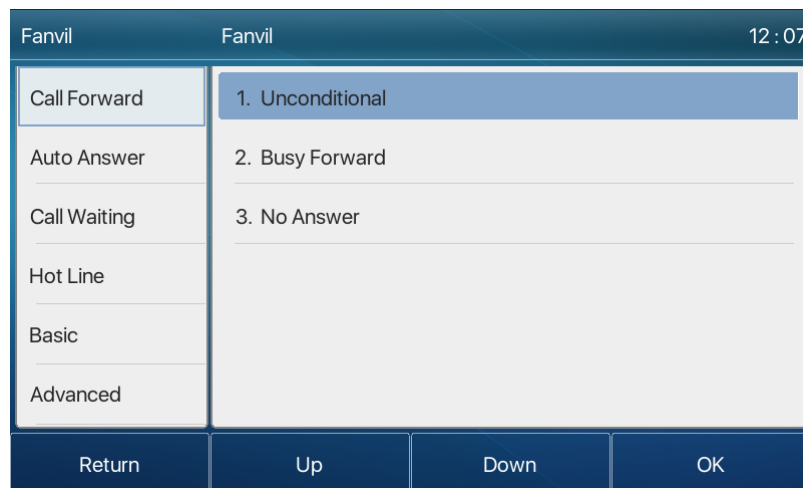 Fanvil Fanvil 12:07
Call Forward
Auto Answer
Call Waiting
Hot Line
Basic
Advanced
1. Unconditional
2. Busy Forward
3. No Answer
Return Up Down OK